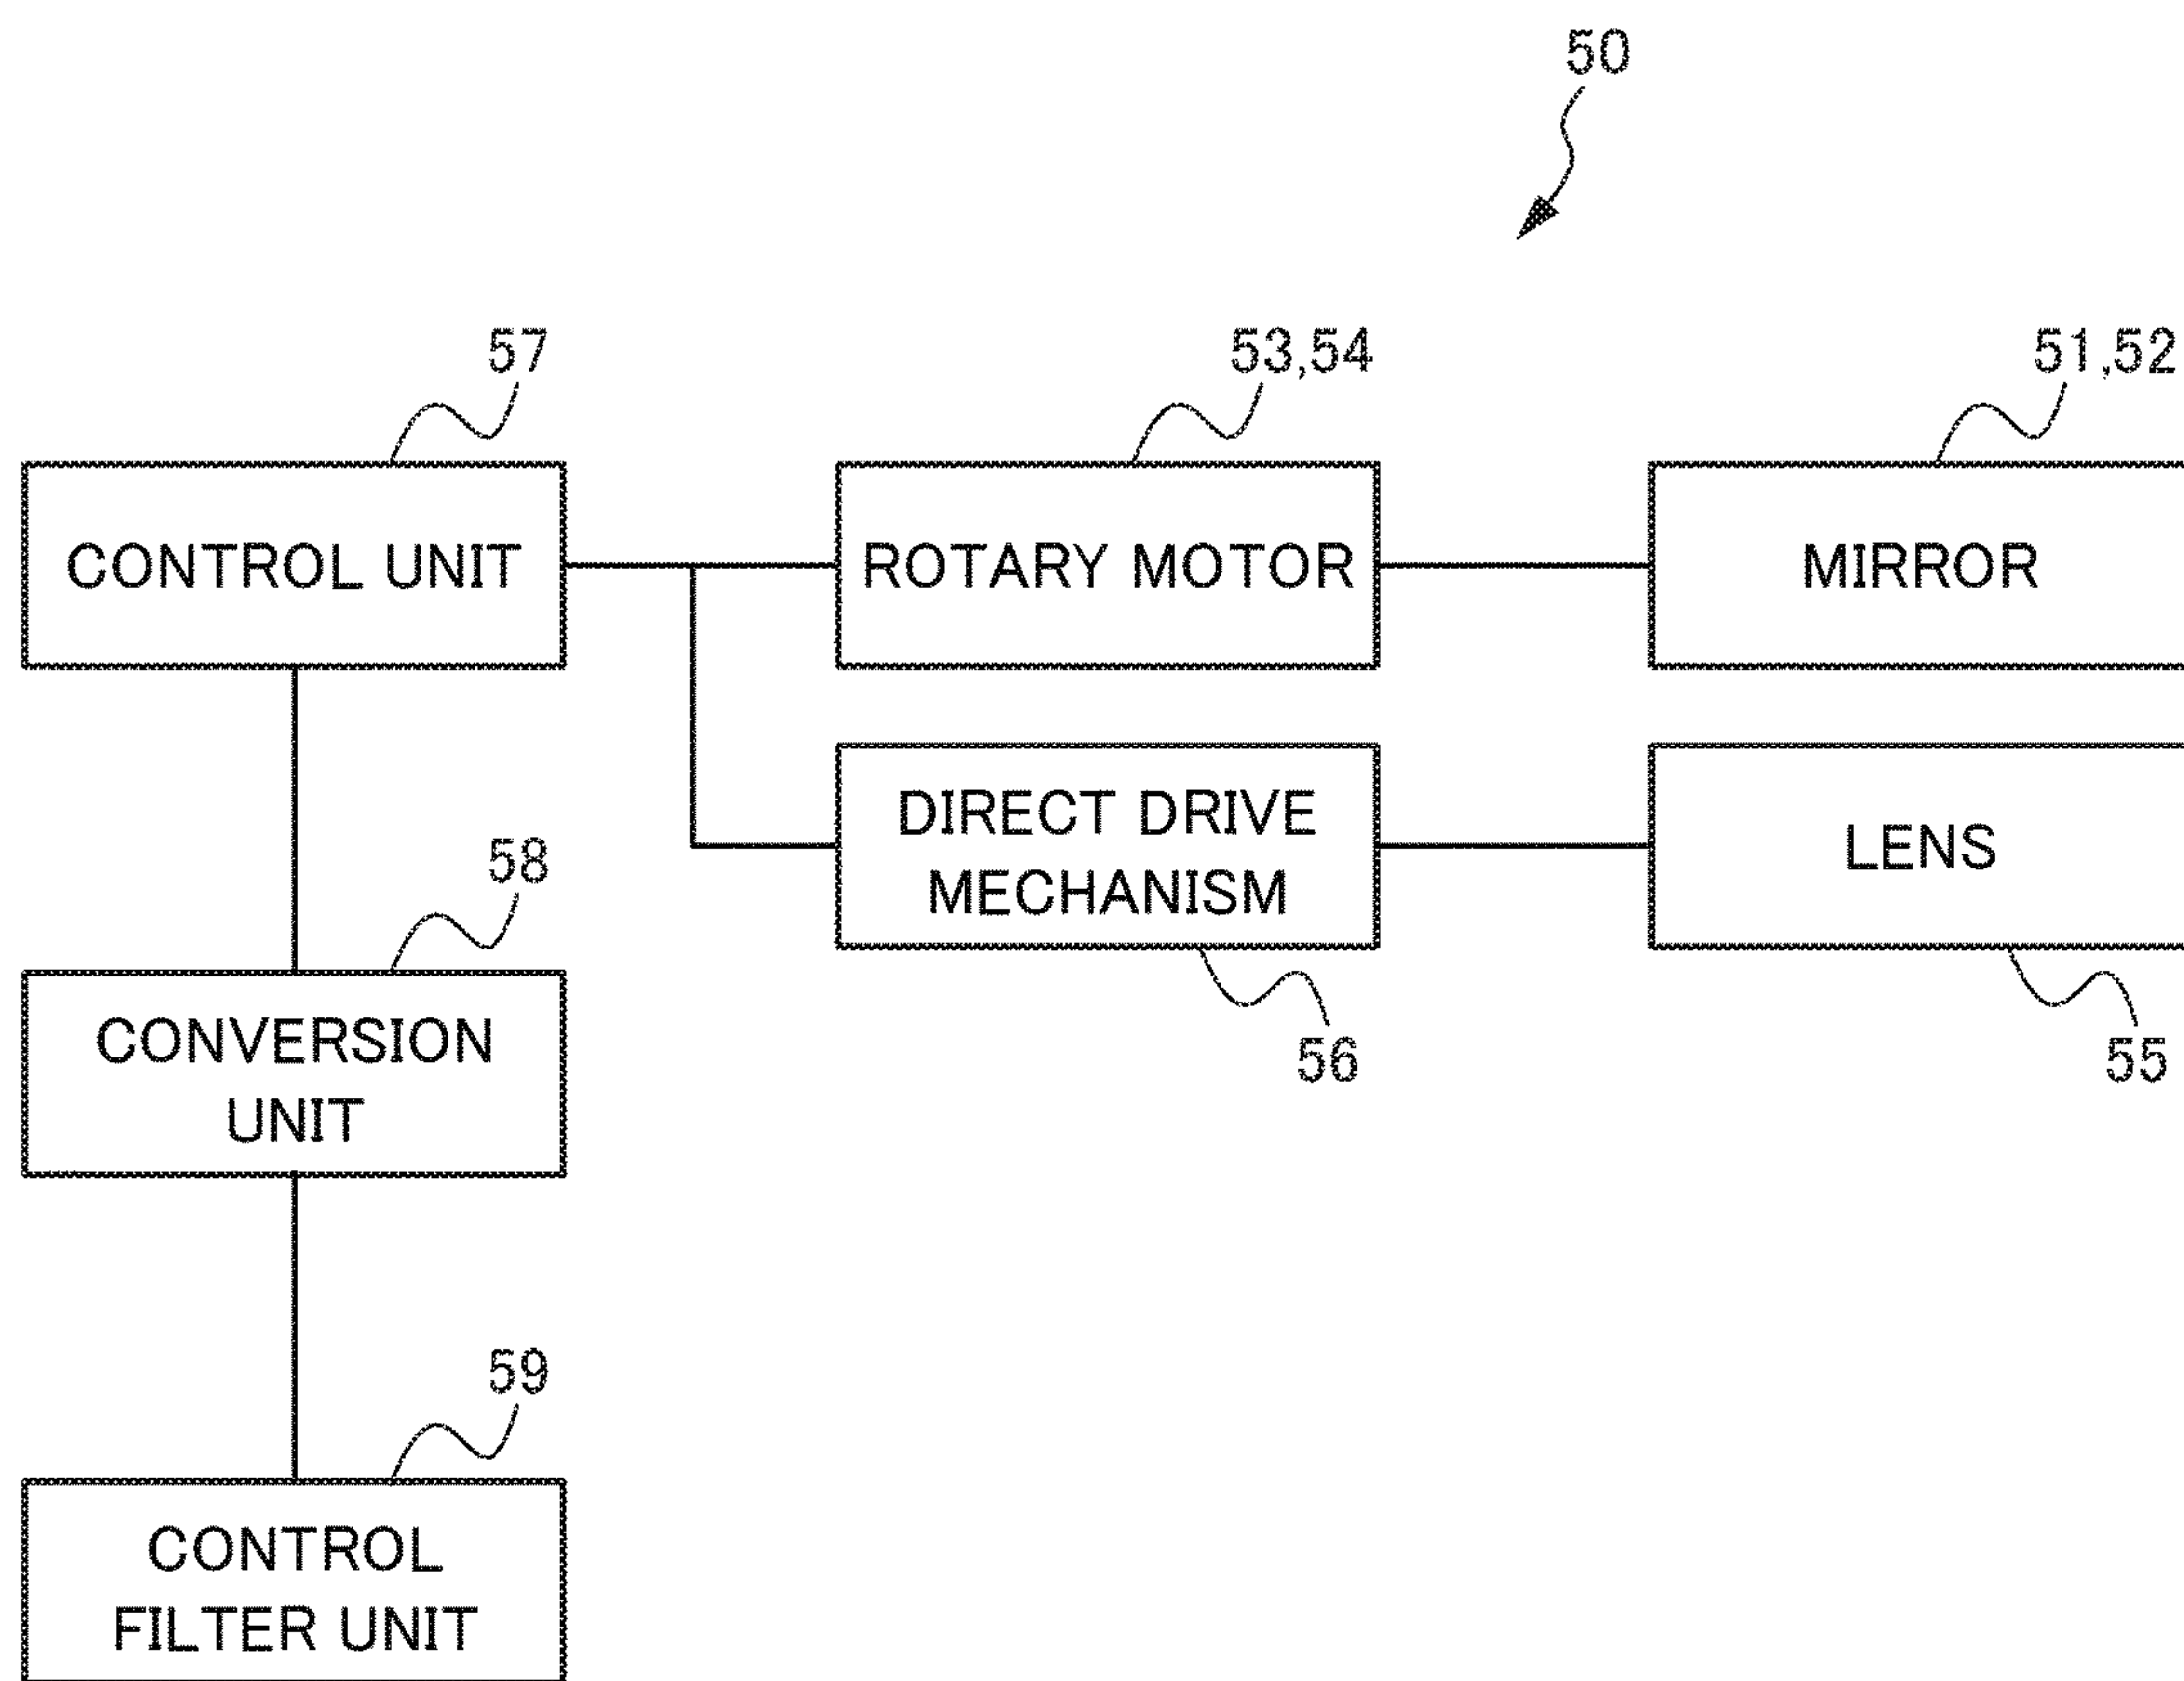 50
57
53,54
51,52
CONTROL UNIT
ROTARY MOTOR
MIRROR
DIRECT DRIVE
MECHANISM
LENS
58
56
55
CONVERSION
UNIT
59
CONTROL
FILTER UNIT